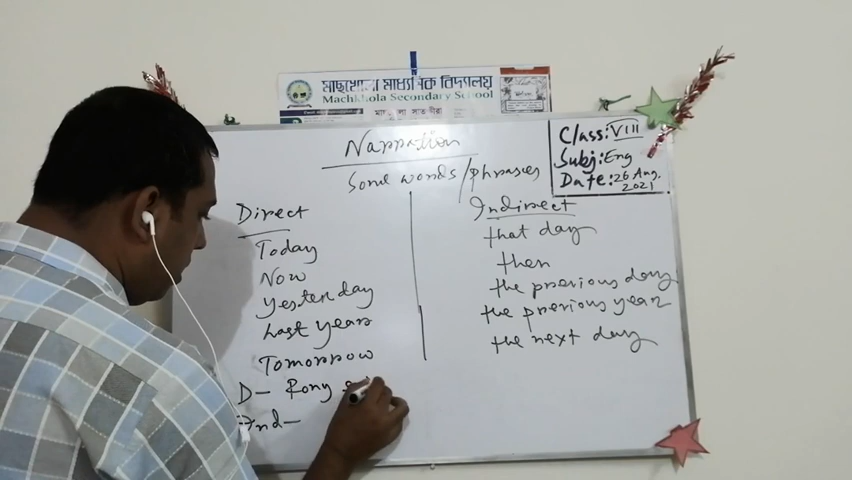 মাছখোলা মাধ্যমিক বিদ্যালয়
Machkhola Secondary School
Narration
Some words/phrases
Class: VIII
Subj: Eng
Date: 26 Aug. 2021
Direct
Today
Now
Yesterday
Last year
Tomorrow
D- Rony
Ind-
Indirect
that day
then
the previous day
the previous year
the next day